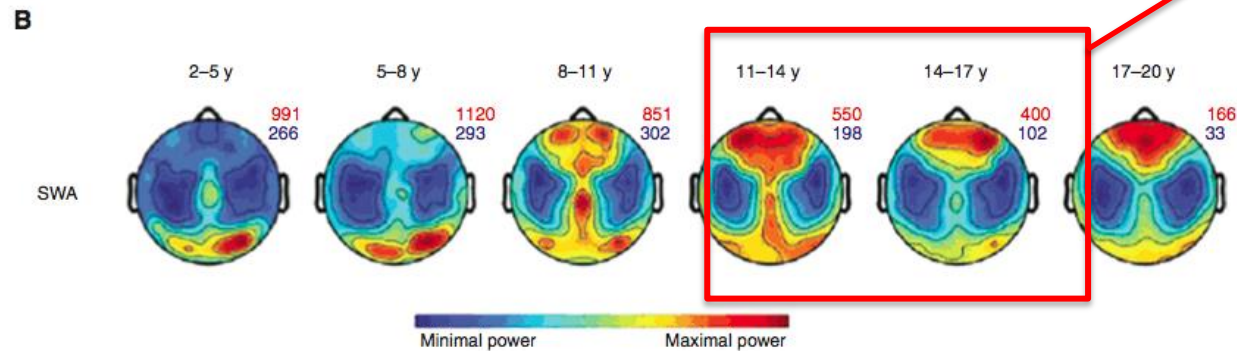 B
2–5 y 5–8 y 8–11 y 11–14 y 14–17 y 17–20 y
991 1120 851 550 400 166
266 293 302 198 102 33
SWA
Minimal power Maximal power